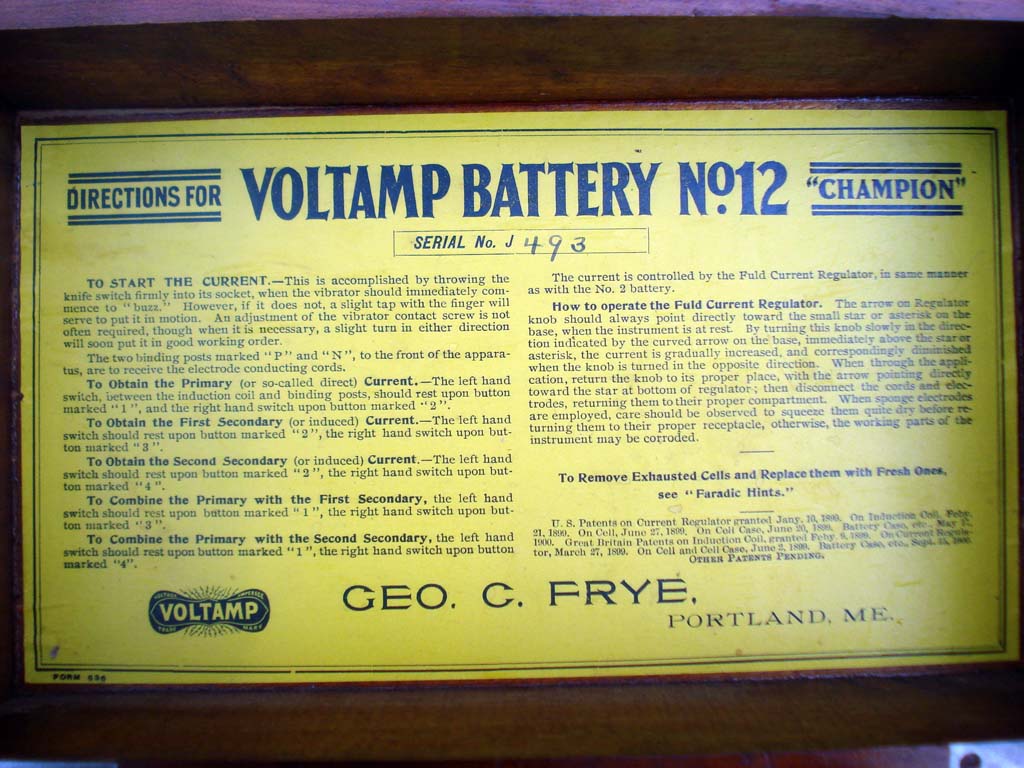 DIRECTIONS FOR VOLTAMP BATTERY No. 12 "CHAMPION"
SERIAL No. J 493
TO START THE CURRENT.—This is accomplished by throwing the
knife switch firmly into its socket, when the vibrator should immediately com-
mence to "buzz." However, if it does not, a slight tap with the finger will
serve to put it in motion. An adjustment of the vibrator contact screw is not
often required, though when it is necessary, a slight turn in either direction
will soon put it in good working order.
The two binding posts marked "P" and "N", to the front of the appara-
tus, are to receive the electrode conducting cords.
To Obtain the Primary (or so-called direct) Current.—The left hand
switch, between the induction coil and binding posts, should rest upon button
marked "1", and the right hand switch upon button marked "2".
To Obtain the First Secondary (or induced) Current.—The left hand
switch should rest upon button marked "2", the right hand switch upon but-
ton marked "3".
To Obtain the Second Secondary (or induced) Current.—The left hand
switch should rest upon button marked "2", the right hand switch upon but-
ton marked "4".
To Combine the Primary with the First Secondary, the left hand
switch should rest upon button marked "1", the right hand switch upon but-
ton marked "3".
To Combine the Primary with the Second Secondary, the left hand
switch should rest upon button marked "1", the right hand switch upon button
marked "4".
The current is controlled by the Fuld Current Regulator, in same manner
as with the No. 2 battery.
How to operate the Fuld Current Regulator. The arrow on Regulator
knob should always point directly toward the small star or asterisk on the
base, when the instrument is at rest. By turning this knob slowly in the direc-
tion indicated by the curved arrow on the base, immediately above the star or
asterisk, the current is gradually increased, and correspondingly diminished
when the knob is turned in the opposite direction. When through the appli-
cation, return the knob to its proper place, with the arrow pointing directly
toward the star at bottom of regulator; then disconnect the cords and elec-
trodes, returning them to their proper compartment. When sponge electrodes
are employed, care should be observed to squeeze them quite dry before re-
turning them to their proper receptacle, otherwise, the working parts of the
instrument may be corroded.
To Remove Exhausted Cells and Replace them with Fresh Ones,
see "Faradic Hints."
U. S. Patents on Current Regulator granted Jany. 10, 1899. On Induction Coil, Feby.
21, 1899. On Cell, June 27, 1899. On Cell Case, June 20, 1899. Battery Case, etc., May
1900. Great Britain Patents on Induction Coil, granted Feby. 9, 1899. On Current Regula-
tor, March 27, 1899. On Cell and Cell Case, June 2, 1899. Battery Case, etc., Sept. 15, 1900.
OTHER PATENTS PENDING.
VOLTAMP
TRADE MARK
GEO. C. FRYE,
PORTLAND, ME.
FORM 636